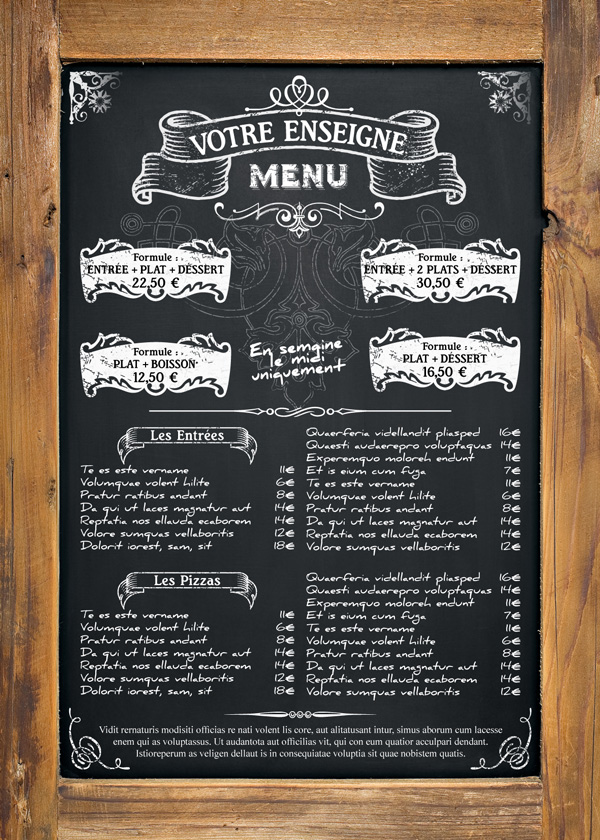 VOTRE ENSEIGNE
MENU
Formule :
ENTRÉE + PLAT + DÉSSERT
22,50 €
Formule :
ENTRÉE + 2 PLATS + DÉSSERT
30,50 €
Formule :
PLAT + BOISSON
12,50 €
En semaine
le midi
uniquement
Formule :
PLAT + DÉSSERT
16,50 €
Les Entrées
Te es este vername 11€
Volumquae volent hilite 6€
Pratur ratibus andant 8€
Da qui ut laces magnatur aut 14€
Reptatia nos ellauda ecaborem 14€
Volore sumquas vellaboritis 12€
Dolorit iorest, sam, sit 18€
Quaerferia videllandit pliasped 16€
Quaesti audaerepro voluptaquas 14€
Experemquo moloreh endunt 11€
Et is eium cum fuga 7€
Te es este vername 11€
Volumquae volent hilite 6€
Pratur ratibus andant 8€
Da qui ut laces magnatur aut 14€
Reptatia nos ellauda ecaborem 14€
Volore sumquas vellaboritis 12€
Les Pizzas
Te es este vername 11€
Volumquae volent hilite 6€
Pratur ratibus andant 8€
Da qui ut laces magnatur aut 14€
Reptatia nos ellauda ecaborem 14€
Volore sumquas vellaboritis 12€
Dolorit iorest, sam, sit 18€
Quaerferia videllandit pliasped 16€
Quaesti audaerepro voluptaquas 14€
Experemquo moloreh endunt 11€
Et is eium cum fuga 7€
Te es este vername 11€
Volumquae volent hilite 6€
Pratur ratibus andant 8€
Da qui ut laces magnatur aut 14€
Reptatia nos ellauda ecaborem 14€
Volore sumquas vellaboritis 12€
Vidit rernaturis modisiti officias re nati volent lis core, aut alitatusant intur, simus aborum cum lacesse
enem qui as voluptassus. Ut audantota aut officilias vit, qui con eum quatior acculpari dendant.
Istioreperum as veligen dellaut is in consequiatae voluptia sit quae nobistem quatis.